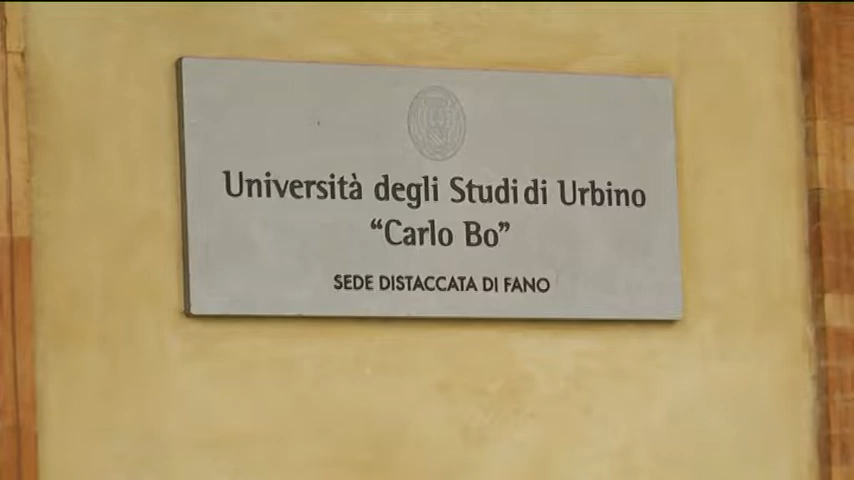 Università degli Studi di Urbino
“Carlo Bo”
SEDE DISTACCATA DI FANO